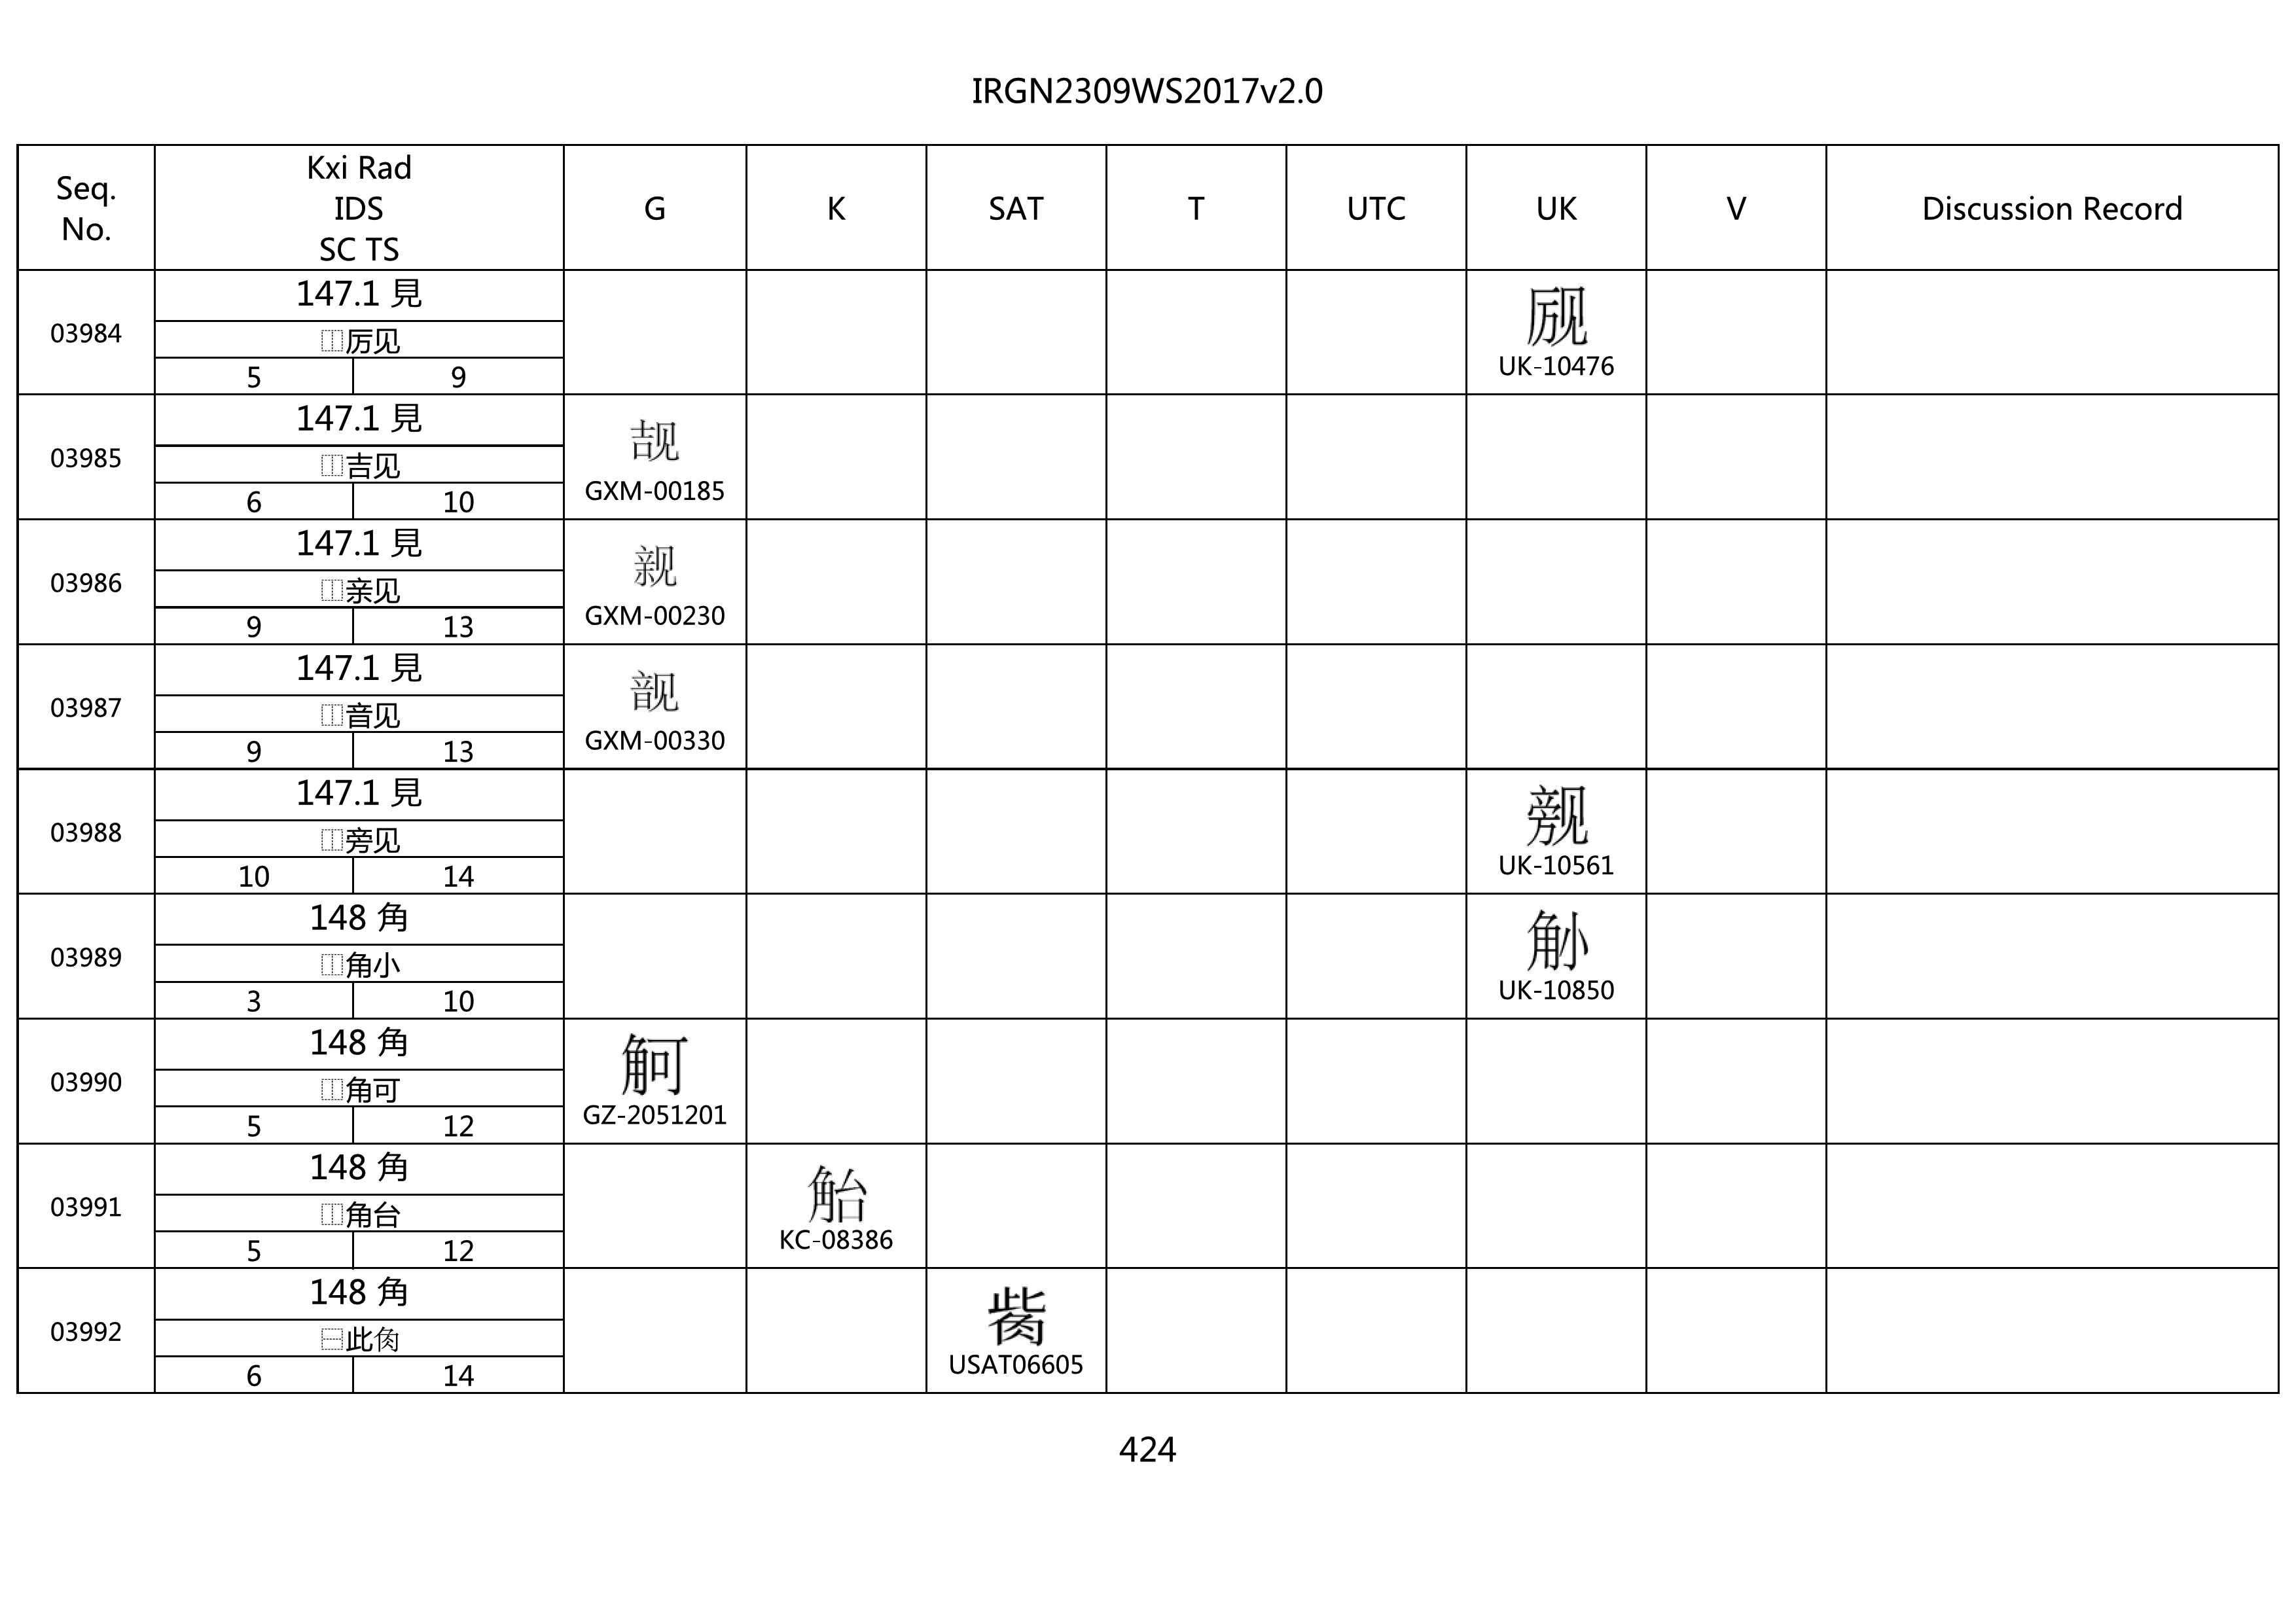 IRGN2309WS2017v2.0
Seq. No.
Kxi Rad
IDS
SC TS
G
K
SAT
T
UTC
UK
V
Discussion Record
03984
147.1 見
⿰厉见
5 9
UK-10476
03985
147.1 見
⿰吉见
6 10
GXM-00185
03986
147.1 見
⿰亲见
9 13
GXM-00230
03987
147.1 見
⿰音见
9 13
GXM-00330
03988
147.1 見
⿰旁见
10 14
UK-10561
03989
148 角
⿰角小
3 10
UK-10850
03990
148 角
⿰角可
5 12
GZ-2051201
03991
148 角
⿰角台
5 12
KC-08386
03992
148 角
⿱此
6 14
USAT06605
424